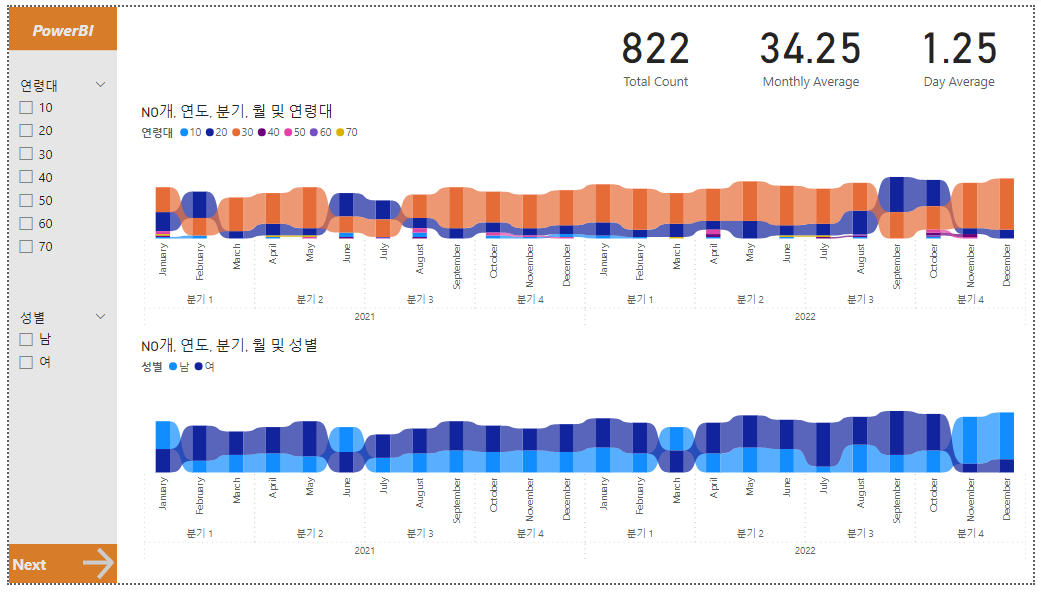 PowerBI
822
34.25
1.25
Total Count
Monthly Average
Day Average
연령대
10
20
30
40
50
60
70
성별
남
여
Next
NO개, 연도, 분기, 월 및 연령대
연령대 10 20 30 40 50 60 70
January February March April May June July August September October November December January February March April May June July August September October November December
분기 1 분기 2 분기 3 분기 4 분기 1 분기 2 분기 3 분기 4
2021 2022
NO개, 연도, 분기, 월 및 성별
성별 남 여
January February March April May June July August September October November December January February March April May June July August September October November December
분기 1 분기 2 분기 3 분기 4 분기 1 분기 2 분기 3 분기 4
2021 2022